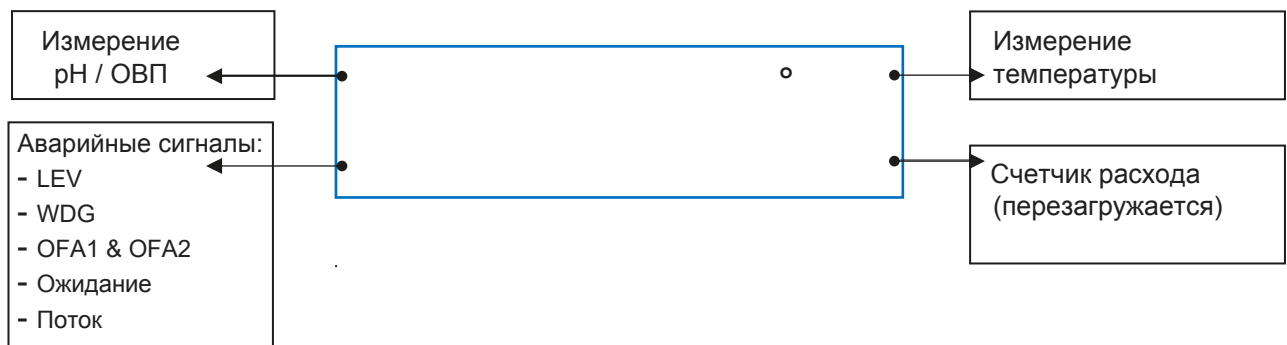 Измерение
pH / ОВП
Аварийные сигналы:
- LEV
- WDG
- OFA1 & OFA2
- Ожидание
- Поток
Измерение
температуры
Счетчик расхода
(перезагружается)